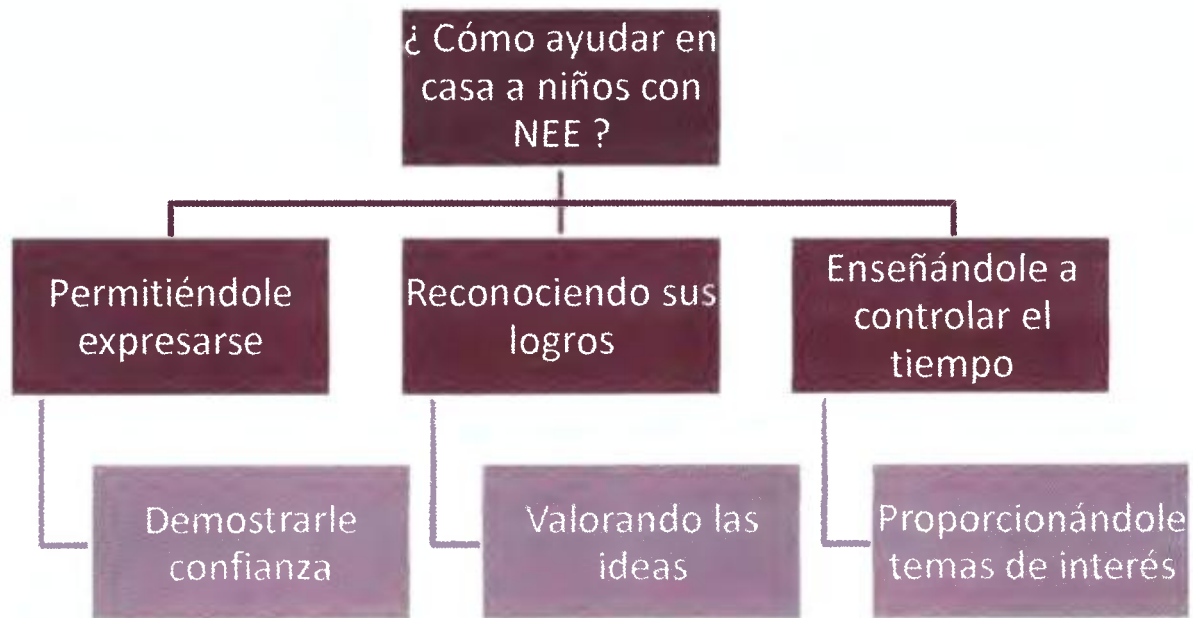 ¿ Cómo ayudar en
casa a niños con
NEE ?
Permitiéndole
expresarse
Reconociendo sus
logros
Enseñándole a
controlar el
tiempo
Demostrarle
confianza
Valorando las
ideas
Proporcionándole
temas de interés